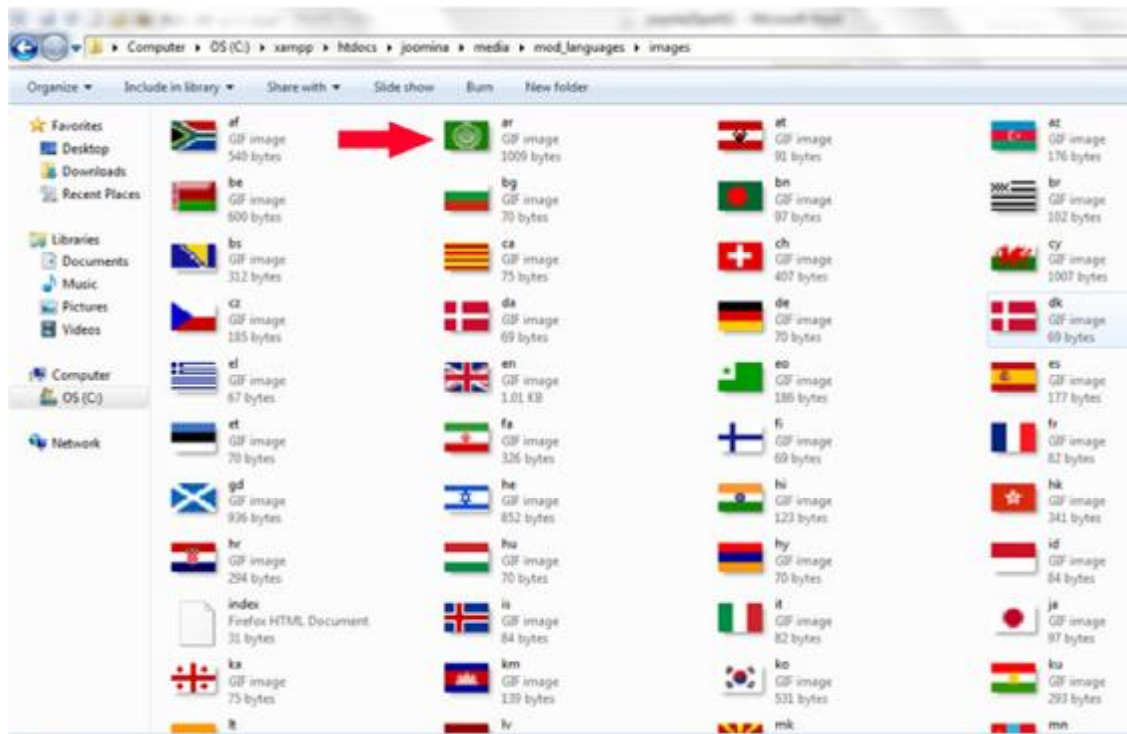 Computer ▸ OS (C:) ▸ xampp ▸ htdocs ▸ joomina ▸ media ▸ mod_languages ▸ images
Organize Include in library Share with Slide show Burn New folder
Favorites
Desktop
Downloads
Recent Places
Libraries
Documents
Music
Pictures
Videos
Computer
OS (C:)
Network
af
GIF image
540 bytes
ar
GIF image
1009 bytes
at
GIF image
91 bytes
az
GIF image
176 bytes
be
GIF image
600 bytes
bg
GIF image
70 bytes
bn
GIF image
97 bytes
br
GIF image
102 bytes
bs
GIF image
312 bytes
ca
GIF image
75 bytes
ch
GIF image
407 bytes
cy
GIF image
1007 bytes
cz
GIF image
185 bytes
da
GIF image
69 bytes
de
GIF image
70 bytes
dk
GIF image
69 bytes
el
GIF image
67 bytes
en
GIF image
1.01 KB
eo
GIF image
186 bytes
es
GIF image
177 bytes
et
GIF image
70 bytes
fa
GIF image
326 bytes
fi
GIF image
69 bytes
fr
GIF image
82 bytes
gd
GIF image
936 bytes
he
GIF image
852 bytes
hi
GIF image
123 bytes
hk
GIF image
341 bytes
hr
GIF image
294 bytes
hu
GIF image
70 bytes
hy
GIF image
70 bytes
id
GIF image
84 bytes
index
Firefox HTML Document
31 bytes
is
GIF image
84 bytes
it
GIF image
82 bytes
ja
GIF image
97 bytes
ka
GIF image
75 bytes
km
GIF image
139 bytes
ko
GIF image
531 bytes
ku
GIF image
293 bytes
lt
lv
mk
mn